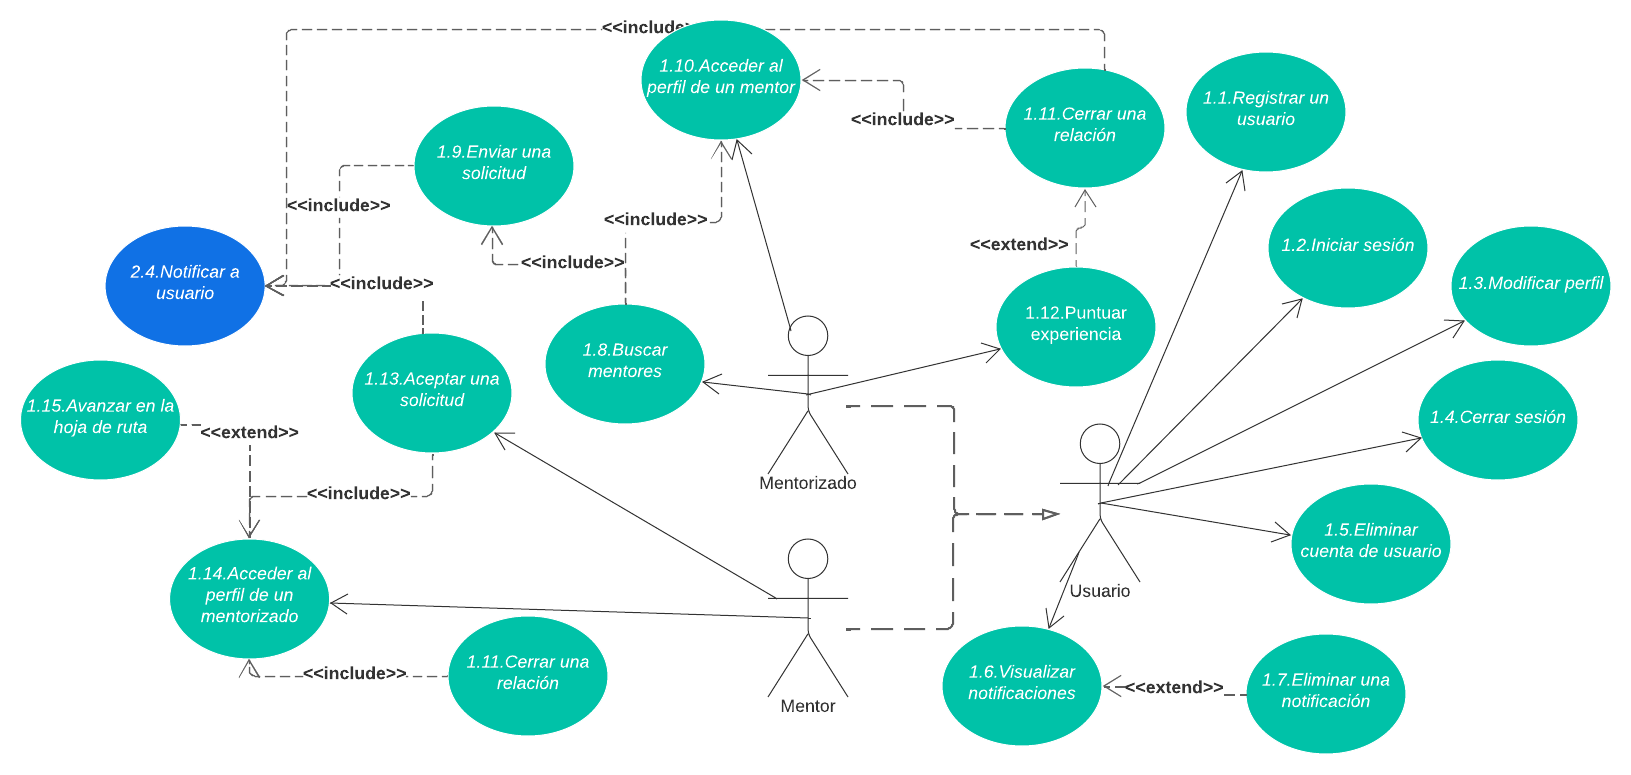 <<include>>
1.10.Acceder al
perfil de un mentor
1.11.Cerrar una
relación
<<include>>
1.1.Registrar un
usuario
1.9.Enviar una
solicitud
<<include>>
<<include>>
<<extend>>
1.2.Iniciar sesión
2.4.Notificar a
usuario
<<include>>
<<include>>
1.3.Modificar perfil
1.12.Puntuar
experiencia
1.8.Buscar
mentores
1.13.Aceptar una
solicitud
1.15.Avanzar en la
hoja de ruta
<<extend>>
1.4.Cerrar sesión
Mentorizado
<<include>>
1.5.Eliminar
cuenta de usuario
1.14.Acceder al
perfil de un
mentorizado
Usuario
1.11.Cerrar una
relación
<<include>>
Mentor
1.6.Visualizar
notificaciones
<<extend>>
1.7.Eliminar una
notificación